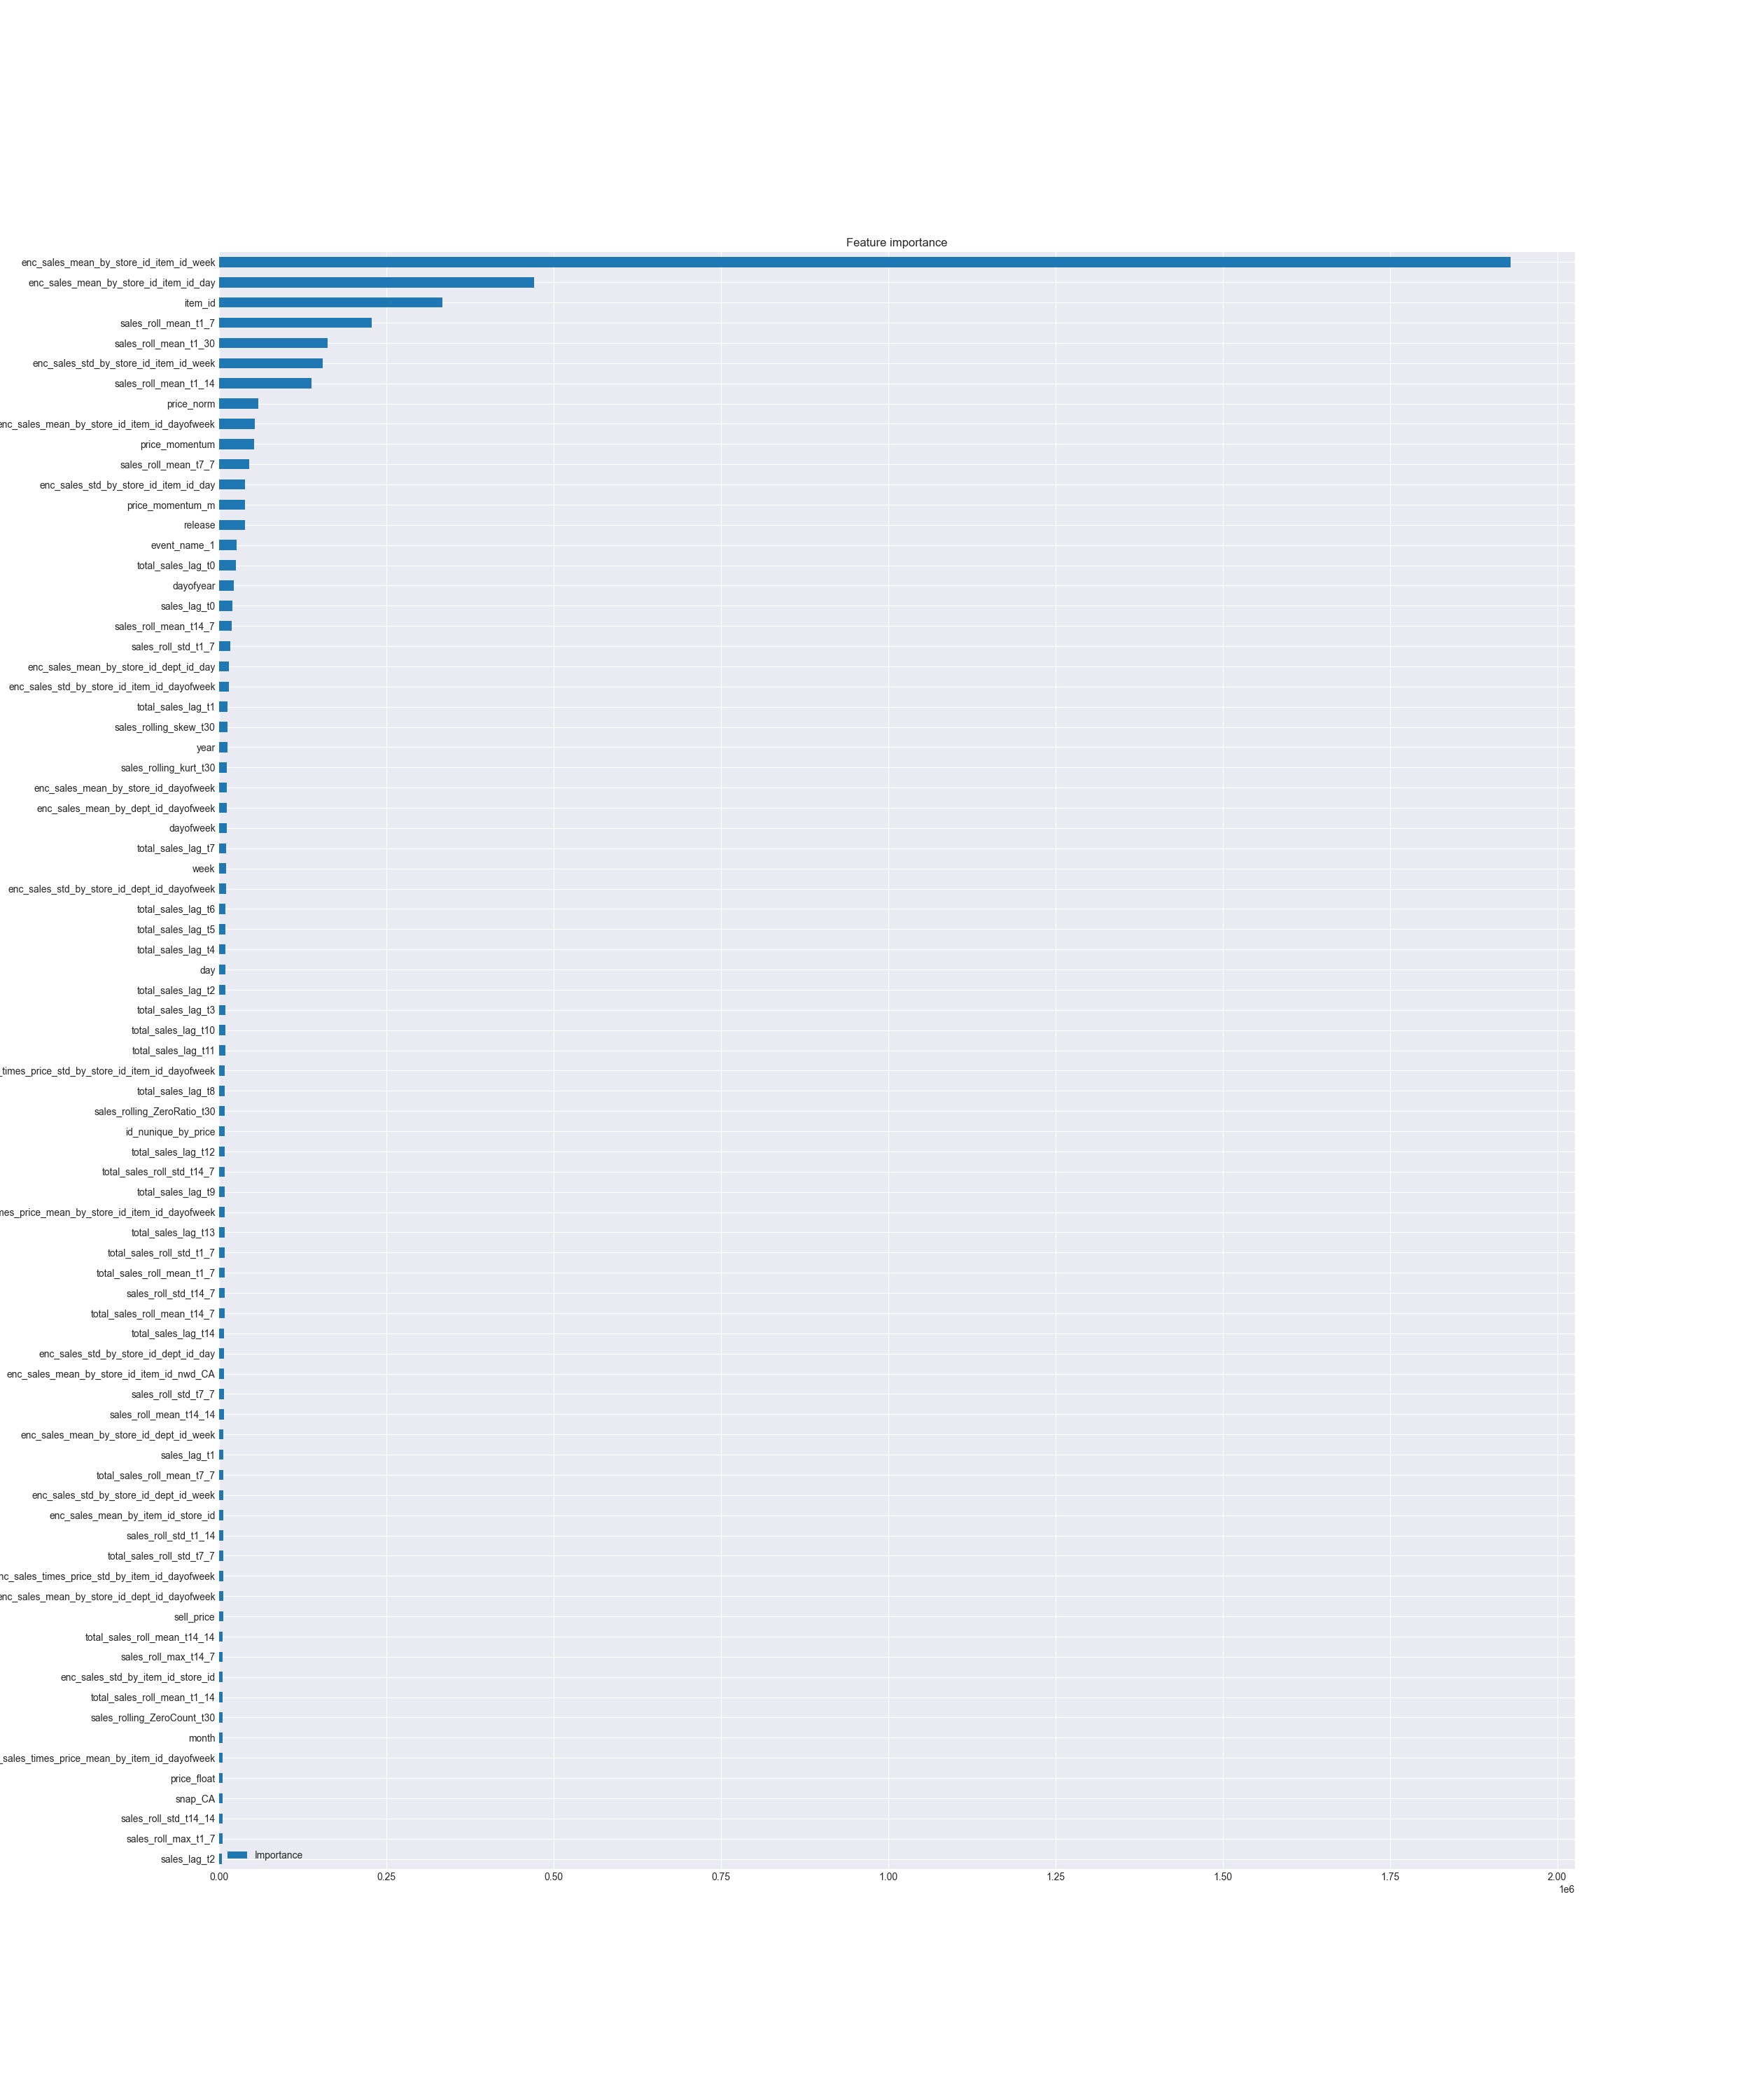 Feature importance
enc_sales_mean_by_store_id_item_id_week
enc_sales_mean_by_store_id_item_id_day
item_id
sales_roll_mean_t1_7
sales_roll_mean_t1_30
enc_sales_std_by_store_id_item_id_week
sales_roll_mean_t1_14
price_norm
enc_sales_mean_by_store_id_item_id_dayofweek
price_momentum
sales_roll_mean_t7_7
enc_sales_std_by_store_id_item_id_day
price_momentum_m
release
event_name_1
total_sales_lag_t0
dayofyear
sales_lag_t0
sales_roll_mean_t14_7
sales_roll_std_t1_7
enc_sales_mean_by_store_id_dept_id_day
enc_sales_std_by_store_id_item_id_dayofweek
total_sales_lag_t1
sales_rolling_skew_t30
year
sales_rolling_kurt_t30
enc_sales_mean_by_store_id_dayofweek
enc_sales_mean_by_dept_id_dayofweek
dayofweek
total_sales_lag_t7
week
enc_sales_std_by_store_id_dept_id_dayofweek
total_sales_lag_t6
total_sales_lag_t5
total_sales_lag_t4
day
total_sales_lag_t2
total_sales_lag_t3
total_sales_lag_t10
total_sales_lag_t11
_times_price_std_by_store_id_item_id_dayofweek
total_sales_lag_t8
sales_rolling_ZeroRatio_t30
id_nunique_by_price
total_sales_lag_t12
total_sales_roll_std_t14_7
total_sales_lag_t9
mes_price_mean_by_store_id_item_id_dayofweek
total_sales_lag_t13
total_sales_roll_std_t1_7
total_sales_roll_mean_t1_7
sales_roll_std_t14_7
total_sales_roll_mean_t14_7
total_sales_lag_t14
enc_sales_std_by_store_id_dept_id_day
enc_sales_mean_by_store_id_item_id_nwd_CA
sales_roll_std_t7_7
sales_roll_mean_t14_14
enc_sales_mean_by_store_id_dept_id_week
sales_lag_t1
total_sales_roll_mean_t7_7
enc_sales_std_by_store_id_dept_id_week
enc_sales_mean_by_item_id_store_id
sales_roll_std_t1_14
total_sales_roll_std_t7_7
nc_sales_times_price_std_by_item_id_dayofweek
enc_sales_mean_by_store_id_dept_id_dayofweek
sell_price
total_sales_roll_mean_t14_14
sales_roll_max_t14_7
enc_sales_std_by_item_id_store_id
total_sales_roll_mean_t1_14
sales_rolling_ZeroCount_t30
month
_sales_times_price_mean_by_item_id_dayofweek
price_float
snap_CA
sales_roll_std_t14_14
sales_roll_max_t1_7
sales_lag_t2
Importance
0.00 0.25 0.50 0.75 1.00 1.25 1.50 1.75 2.00
1e6